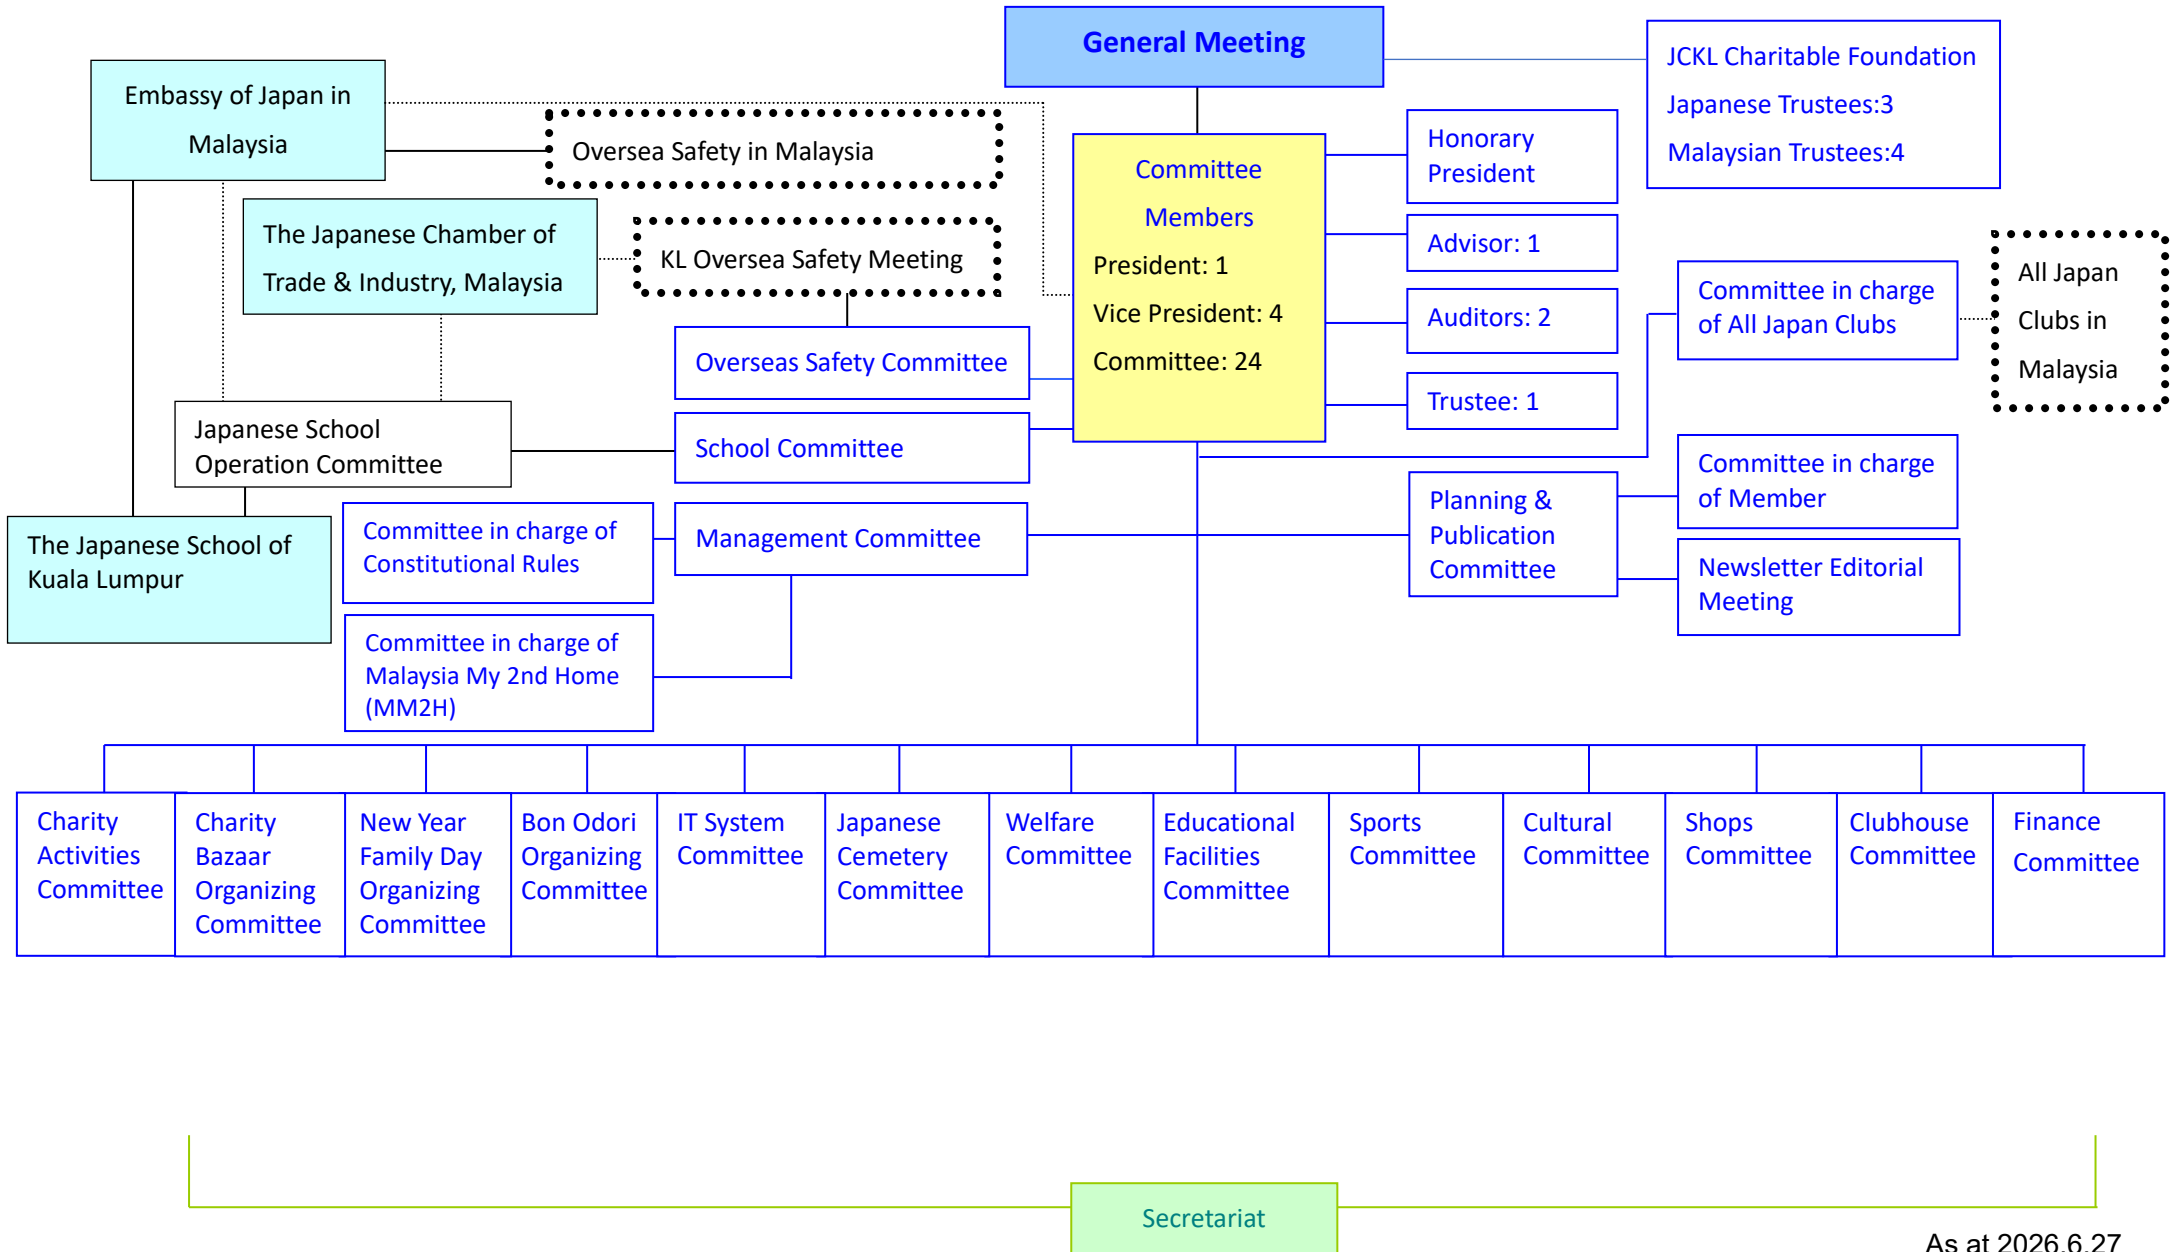 General Meeting
JCKL Charitable Foundation
Japanese Trustees:3
Malaysian Trustees:4
Embassy of Japan in
Malaysia
Oversea Safety in Malaysia
Committee
Members
President: 1
Vice President: 4
Committee: 24
Honorary
President
Advisor: 1
Auditors: 2
Trustee: 1
The Japanese Chamber of
Trade & Industry, Malaysia
KL Oversea Safety Meeting
Committee in charge
of All Japan Clubs
All Japan
Clubs in
Malaysia
Overseas Safety Committee
Japanese School
Operation Committee
School Committee
Committee in charge
of Member
Planning &
Publication
Committee
Newsletter Editorial
Meeting
The Japanese School of
Kuala Lumpur
Committee in charge of
Constitutional Rules
Management Committee
Committee in charge of
Malaysia My 2nd Home
(MM2H)
Charity
Activities
Committee
Charity
Bazaar
Organizing
Committee
New Year
Family Day
Organizing
Committee
Bon Odori
Organizing
Committee
IT System
Committee
Japanese
Cemetery
Committee
Welfare
Committee
Educational
Facilities
Committee
Sports
Committee
Cultural
Committee
Shops
Committee
Clubhouse
Committee
Finance
Committee
Secretariat
As at 2026.6.27